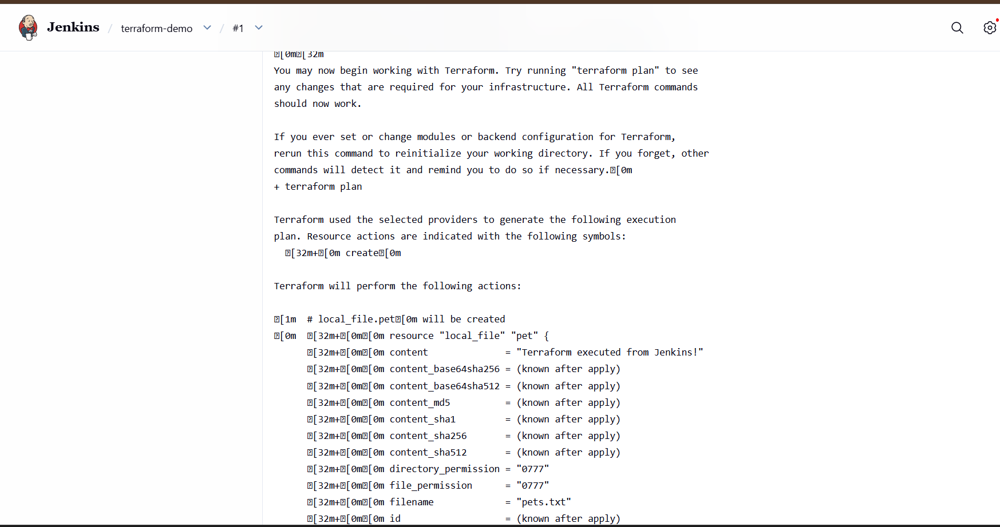 Jenkins / terraform-demo / #1
[0m[32m
You may now begin working with Terraform. Try running "terraform plan" to see
any changes that are required for your infrastructure. All Terraform commands
should now work.
If you ever set or change modules or backend configuration for Terraform,
rerun this command to reinitialize your working directory. If you forget, other
commands will detect it and remind you to do so if necessary.[0m
+ terraform plan
Terraform used the selected providers to generate the following execution
plan. Resource actions are indicated with the following symbols:
[32m+[0m create[0m
Terraform will perform the following actions:
[1m  # local_file.pet[0m will be created
[0m  [32m+[0m[0m resource "local_file" "pet" {
[32m+[0m[0m content = "Terraform executed from Jenkins!"
[32m+[0m[0m content_base64sha256 = (known after apply)
[32m+[0m[0m content_base64sha512 = (known after apply)
[32m+[0m[0m content_md5 = (known after apply)
[32m+[0m[0m content_sha1 = (known after apply)
[32m+[0m[0m content_sha256 = (known after apply)
[32m+[0m[0m content_sha512 = (known after apply)
[32m+[0m[0m directory_permission = "0777"
[32m+[0m[0m file_permission = "0777"
[32m+[0m[0m filename = "pets.txt"
[32m+[0m[0m id = (known after apply)